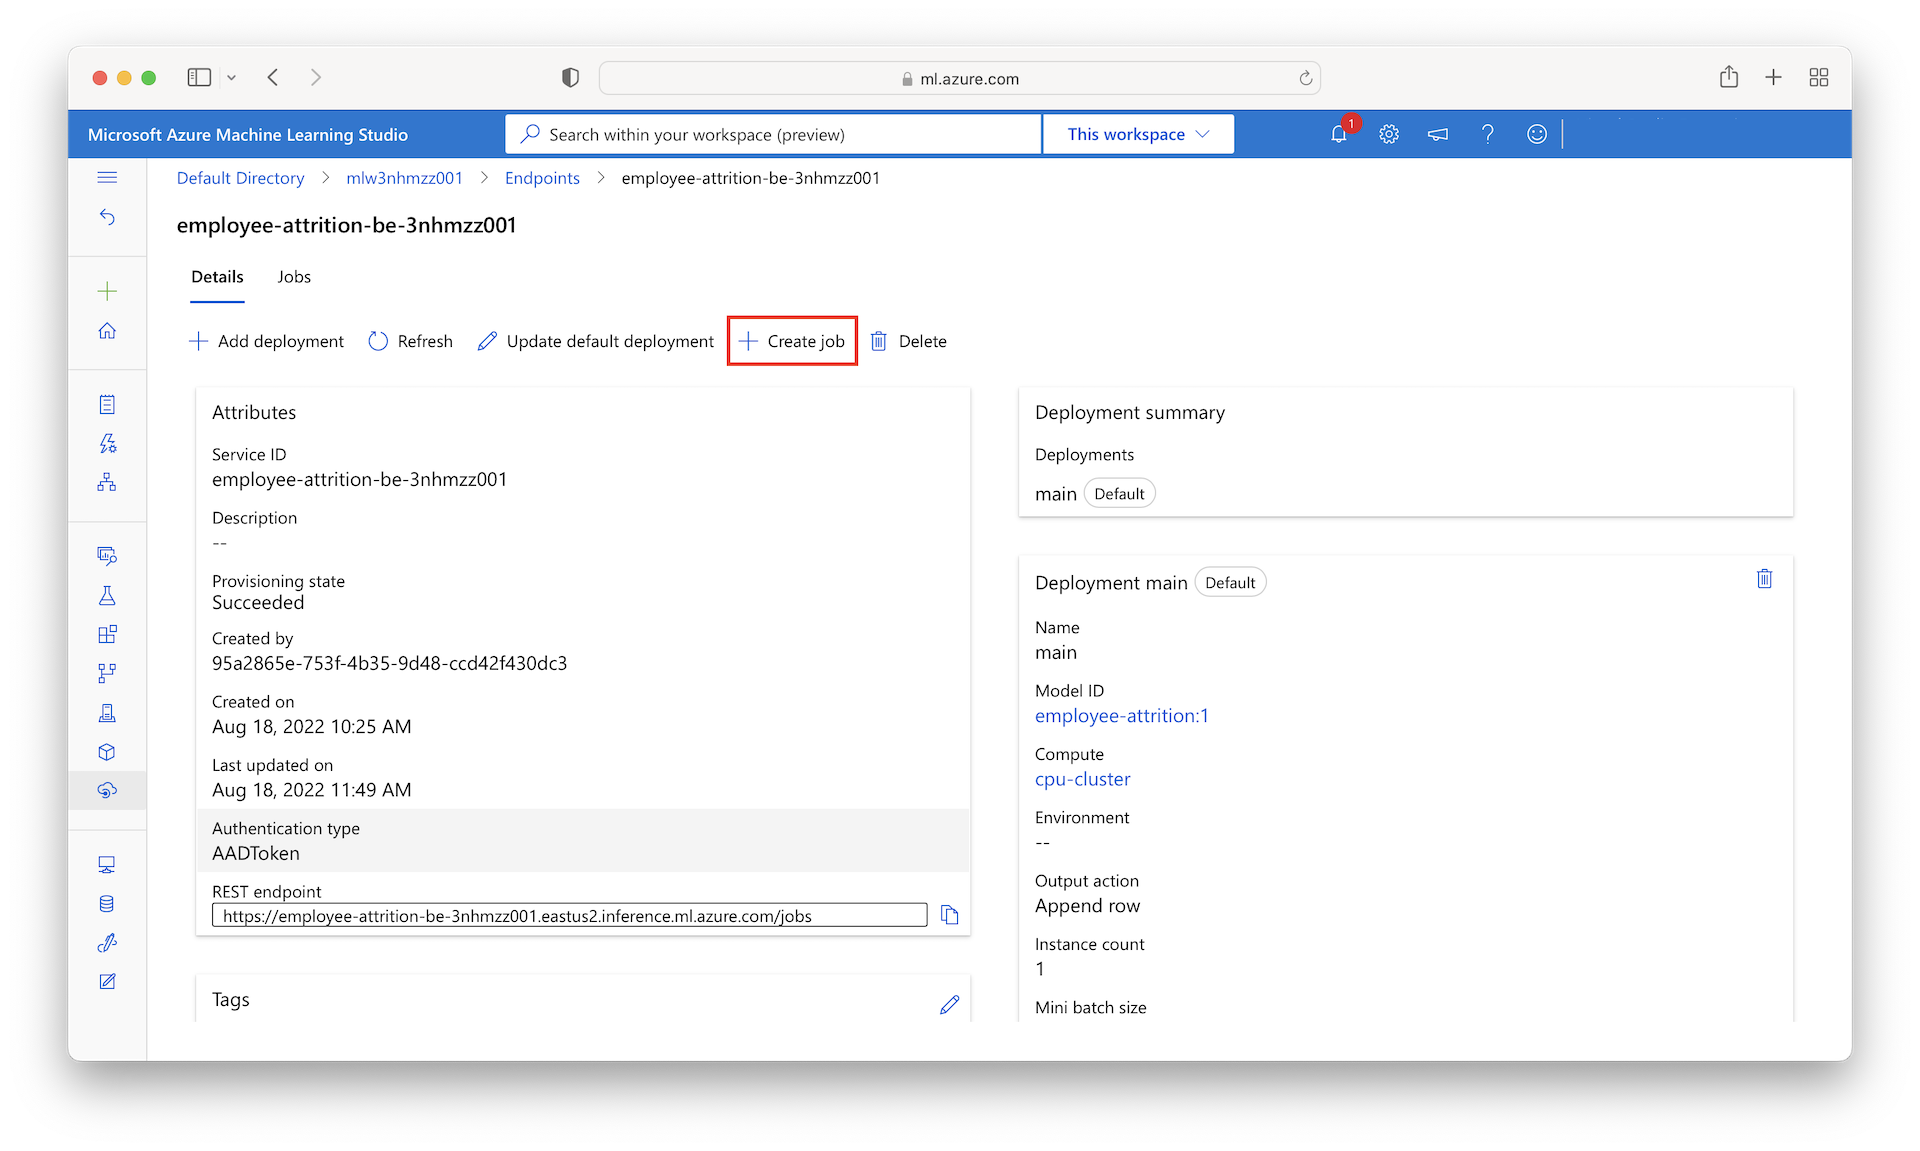 ml.azure.com
Microsoft Azure Machine Learning Studio
Search within your workspace (preview)
This workspace
1
Default Directory > mlw3nhmzz001 > Endpoints > employee-attrition-be-3nhmzz001
employee-attrition-be-3nhmzz001
Details Jobs
Add deployment Refresh Update default deployment Create job Delete
Attributes
Service ID
employee-attrition-be-3nhmzz001
Description
--
Provisioning state
Succeeded
Created by
95a2865e-753f-4b35-9d48-ccd42f430dc3
Created on
Aug 18, 2022 10:25 AM
Last updated on
Aug 18, 2022 11:49 AM
Authentication type
AADToken
REST endpoint
https://employee-attrition-be-3nhmzz001.eastus2.inference.ml.azure.com/jobs
Tags
Deployment summary
Deployments
main Default
Deployment main Default
Name
main
Model ID
employee-attrition:1
Compute
cpu-cluster
Environment
--
Output action
Append row
Instance count
1
Mini batch size